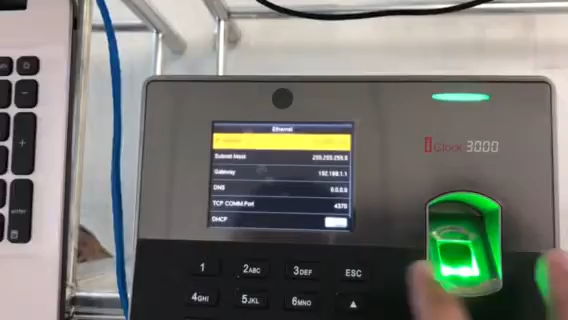 Ethernet
Subnet Mask 255.255.255.0
Gateway 192.168.1.1
DNS 0.0.0.0
TCP COMM.Port 4370
DHCP
iClock 3000
1 2ABC 3DEF ESC
4GHI 5JKL 6MNO ▲
enter